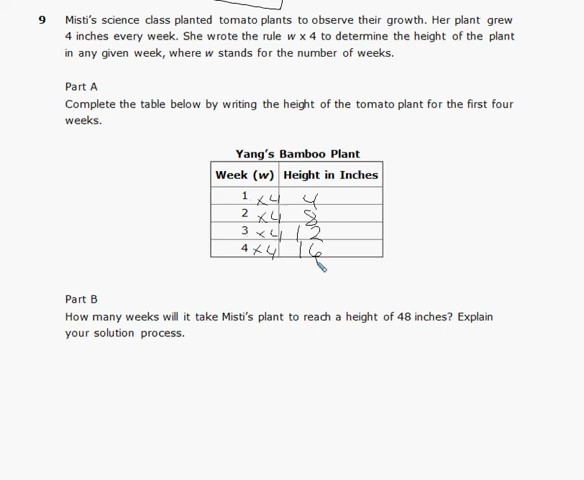 9 Misti's science class planted tomato plants to observe their growth. Her plant grew
4 inches every week. She wrote the rule w x 4 to determine the height of the plant
in any given week, where w stands for the number of weeks.
Part A
Complete the table below by writing the height of the tomato plant for the first four
weeks.
Yang's Bamboo Plant
Week (w) Height in Inches
1 x4 4
2 x4 8
3 x4 12
4 x4 16
Part B
How many weeks will it take Misti's plant to reach a height of 48 inches? Explain
your solution process.